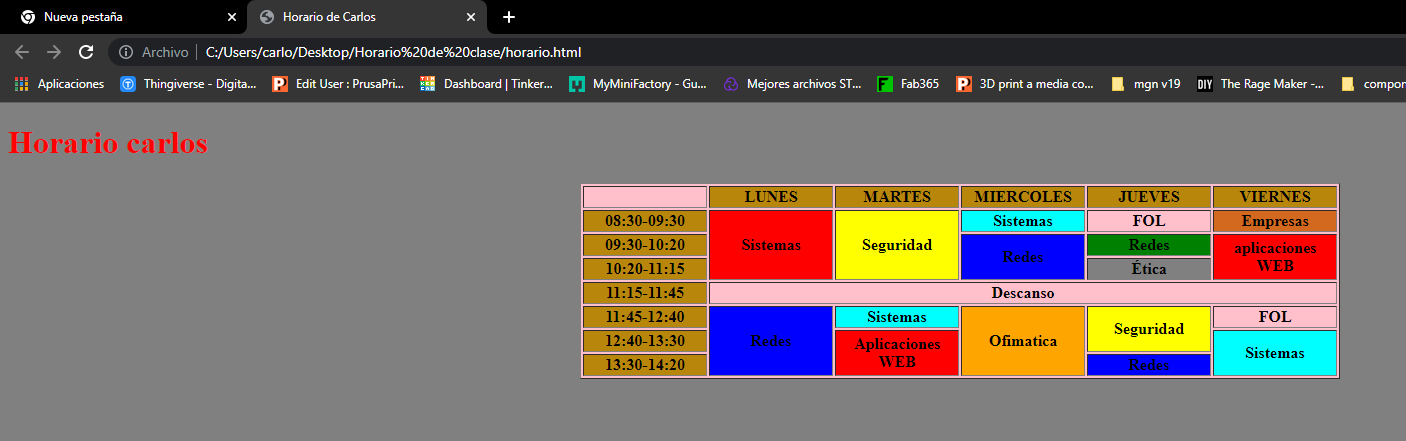 Nueva pestaña
Horario de Carlos
Archivo | C:/Users/carlo/Desktop/Horario%20de%20clase/horario.html
Aplicaciones
Thingiverse - Digita...
Edit User : PrusaPri...
Dashboard | Tinker...
MyMiniFactory - Gu...
Mejores archivos ST...
Fab365
3D print a media co...
mgn v19
DIY
The Rage Maker -...
compor
Horario carlos
LUNES MARTES MIERCOLES JUEVES VIERNES
08:30-09:30 Sistemas Seguridad Sistemas FOL Empresas
09:30-10:20 Redes Redes aplicaciones WEB
10:20-11:15 Ética
11:15-11:45 Descanso
11:45-12:40 Redes Sistemas Ofimatica Seguridad FOL
12:40-13:30 Aplicaciones WEB Sistemas
13:30-14:20 Redes